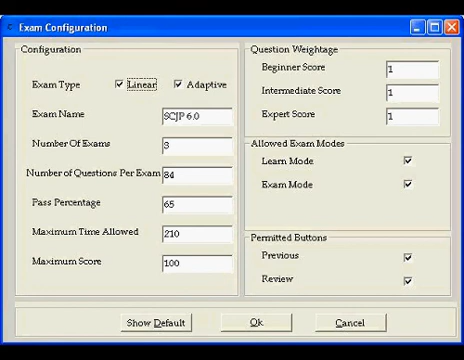 Exam Configuration
Configuration
Exam Type Linear Adaptive
Exam Name SCJP 6.0
Number Of Exams 3
Number of Questions Per Exam 84
Pass Percentage 65
Maximum Time Allowed 210
Maximum Score 100
Question Weightage
Beginner Score 1
Intermediate Score 1
Expert Score 1
Allowed Exam Modes
Learn Mode
Exam Mode
Permitted Buttons
Previous
Review
Show Default Ok Cancel